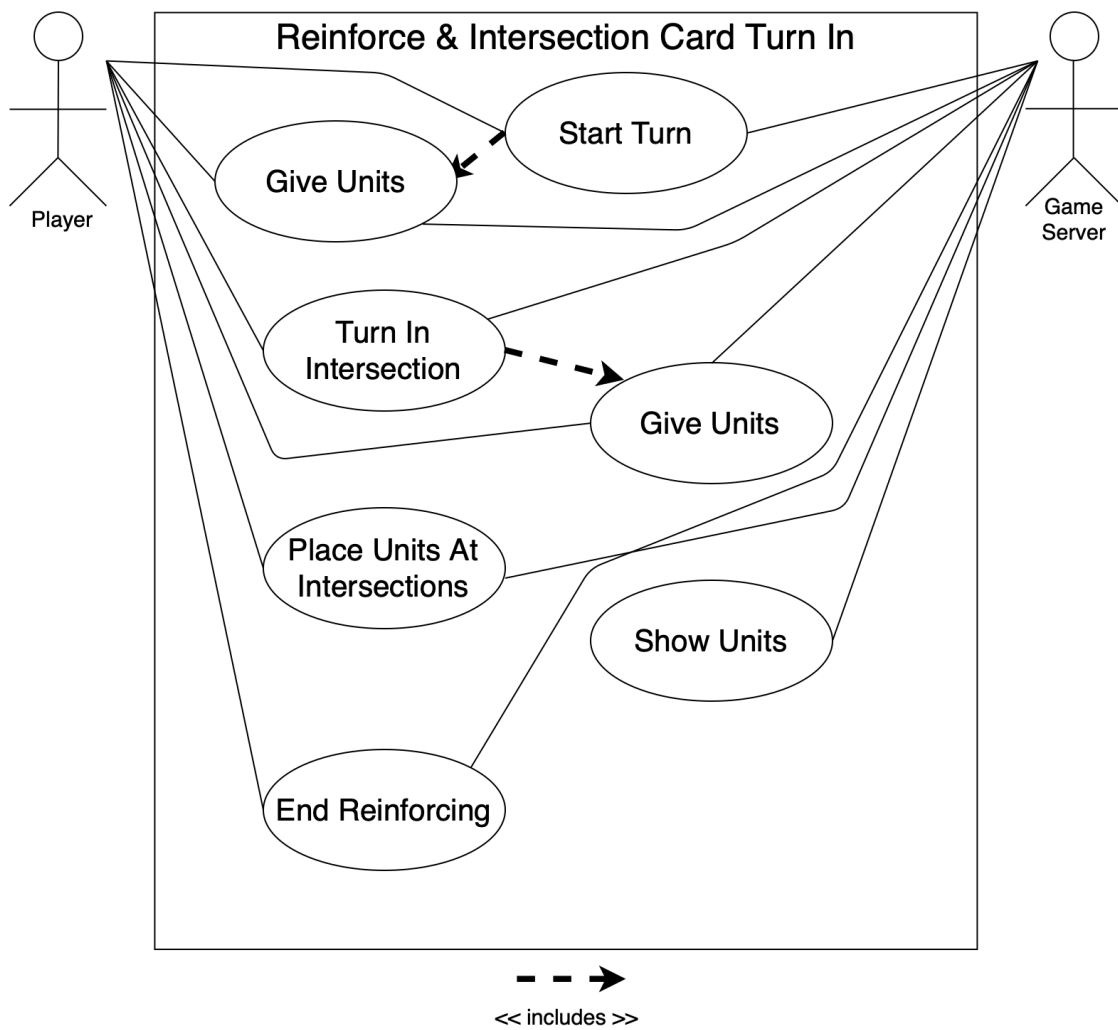 Reinforce & Intersection Card Turn In
Start Turn
Give Units
Player
Game
Server
Turn In
Intersection
Give Units
Place Units At
Intersections
Show Units
End Reinforcing
<< includes >>